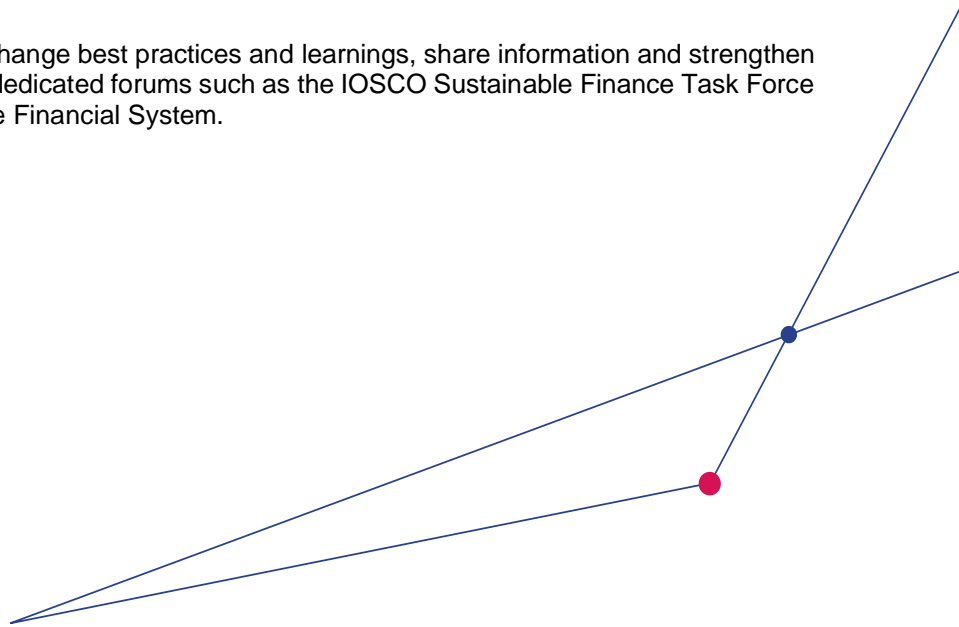 hange best practices and learnings, share information and strengthen
dedicated forums such as the IOSCO Sustainable Finance Task Force
e Financial System.